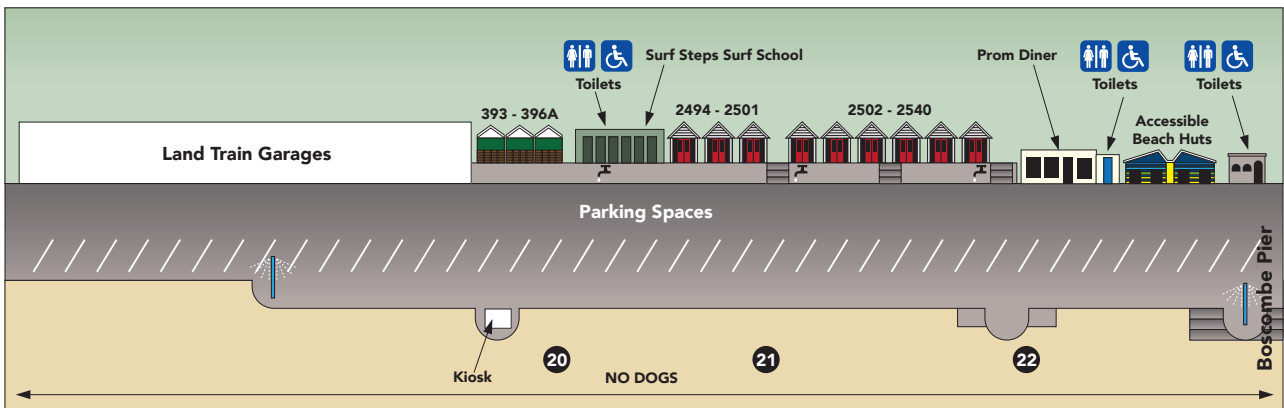 Surf Steps Surf School
Prom Diner
Toilets
Toilets
Toilets
393 - 396A
2494 - 2501
2502 - 2540
Accessible
Beach Huts
Land Train Garages
Parking Spaces
Boscombe Pier
Kiosk
20
21
22
NO DOGS